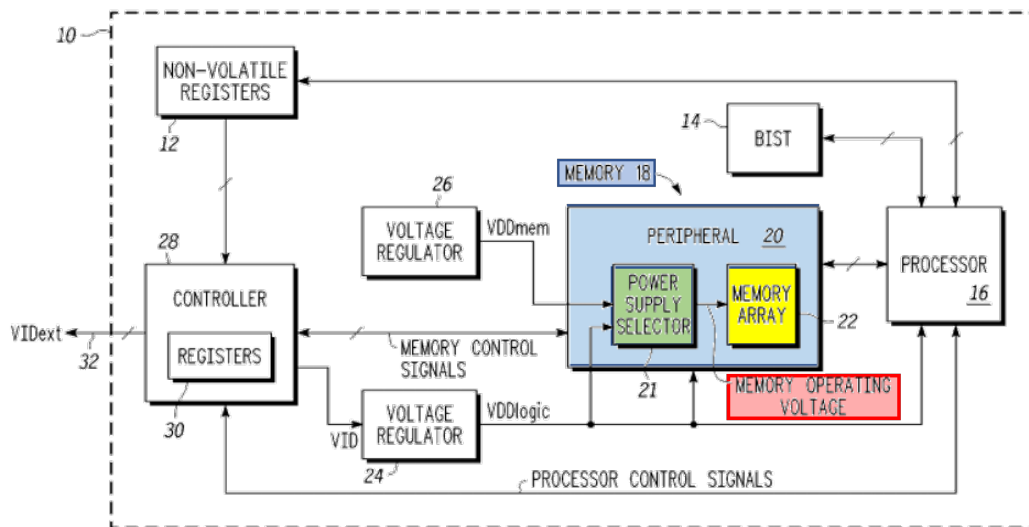 10
NON-VOLATILE
REGISTERS
12
14
BIST
MEMORY 18
26
VOLTAGE
REGULATOR
VDDmem
PERIPHERAL 20
28
CONTROLLER
POWER
SUPPLY
SELECTOR
MEMORY
ARRAY
PROCESSOR
16
VIDext
32
REGISTERS
30
MEMORY CONTROL
SIGNALS
21
22
MEMORY OPERATING
VOLTAGE
VID
VOLTAGE
REGULATOR
24
VDDlogic
PROCESSOR CONTROL SIGNALS